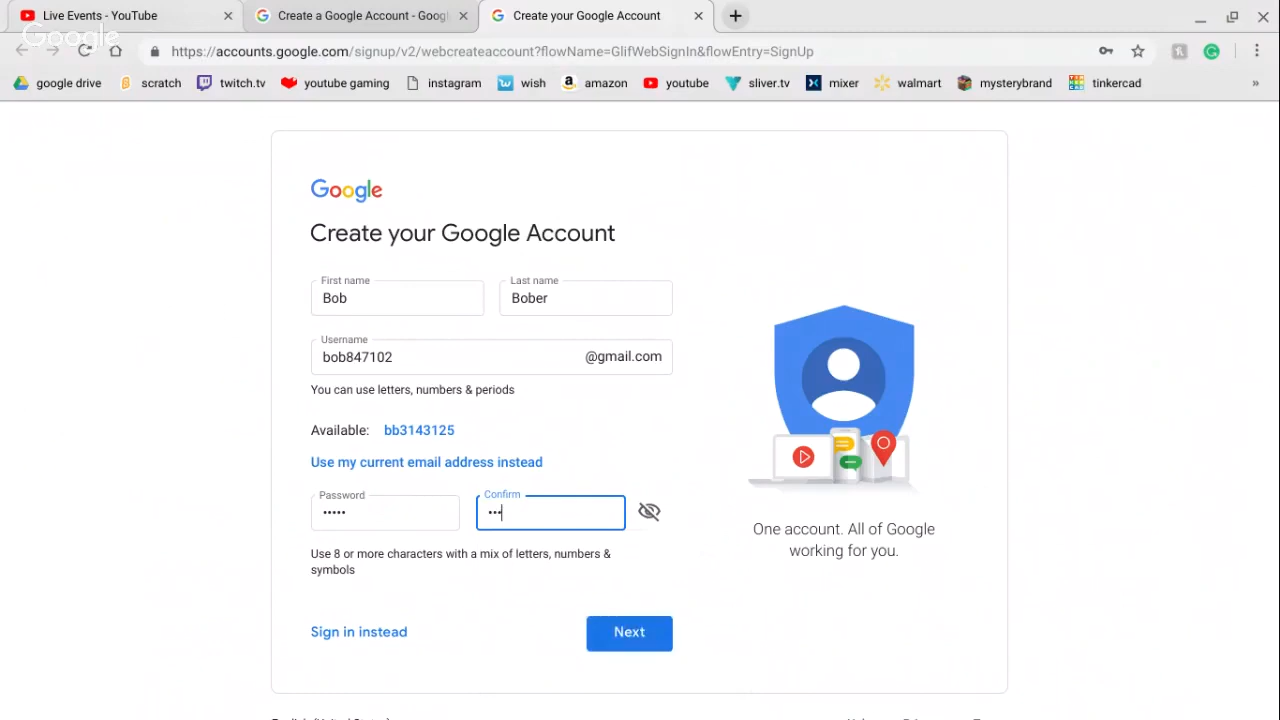 Live Events - YouTube
Create a Google Account - Goog
Create your Google Account
Google
https://accounts.google.com/signup/v2/webcreateaccount?flowName=GlifWebSignIn&flowEntry=SignUp
google drive scratch twitch.tv youtube gaming instagram wish amazon youtube sliver.tv mixer walmart mysterybrand tinkercad »
Google
Create your Google Account
First name Last name
Bob Bober
Username
bob847102 @gmail.com
You can use letters, numbers & periods
Available: bb3143125
Use my current email address instead
Password Confirm
••••• •••
Use 8 or more characters with a mix of letters, numbers &
symbols
One account. All of Google
working for you.
Sign in instead Next